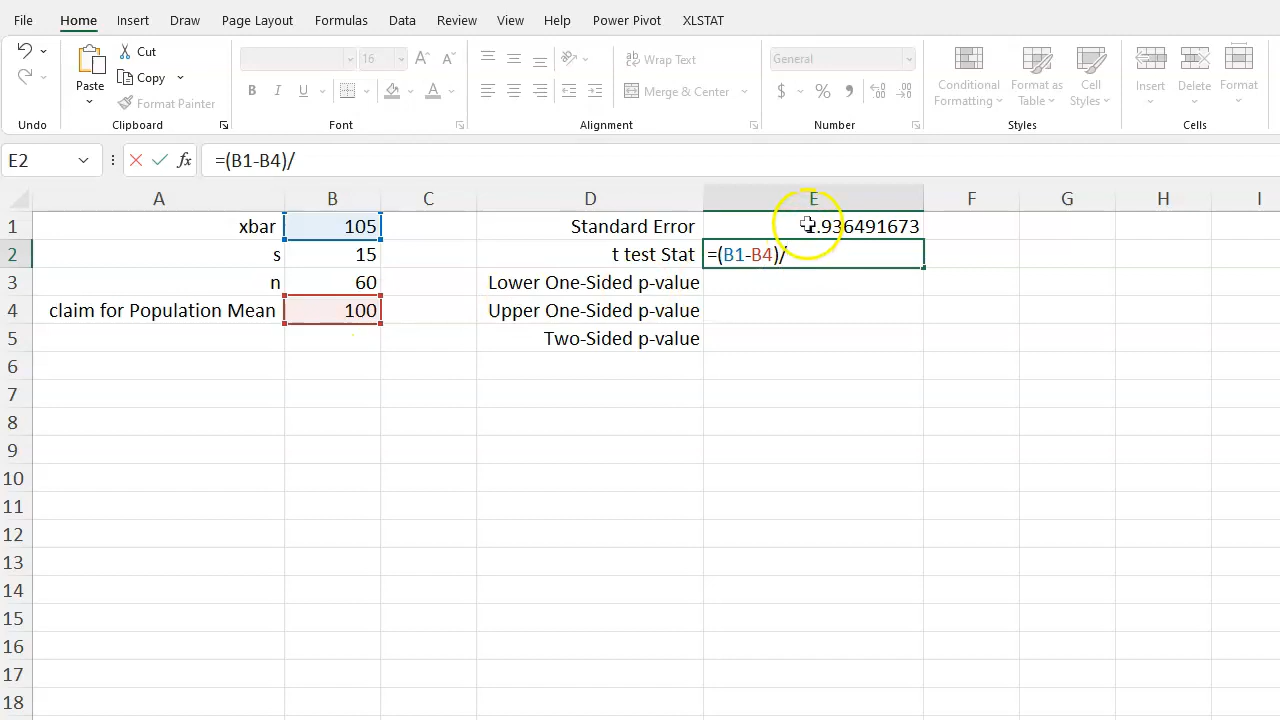 File Home Insert Draw Page Layout Formulas Data Review View Help Power Pivot XLSTAT
Cut
Copy
Format Painter
Paste
16
B I U
Wrap Text
Merge & Center
General
$ % 9
Conditional Formatting
Format as Table
Cell Styles
Insert Delete Format
Undo Clipboard Font Alignment Number Styles Cells
E2 fx =(B1-B4)/
A B C D E F G H I
1 xbar 105 Standard Error .936491673
2 s 15 t test Stat =(B1-B4)/
3 n 60 Lower One-Sided p-value
4 claim for Population Mean 100 Upper One-Sided p-value
5 Two-Sided p-value
6
7
8
9
10
11
12
13
14
15
16
17
18